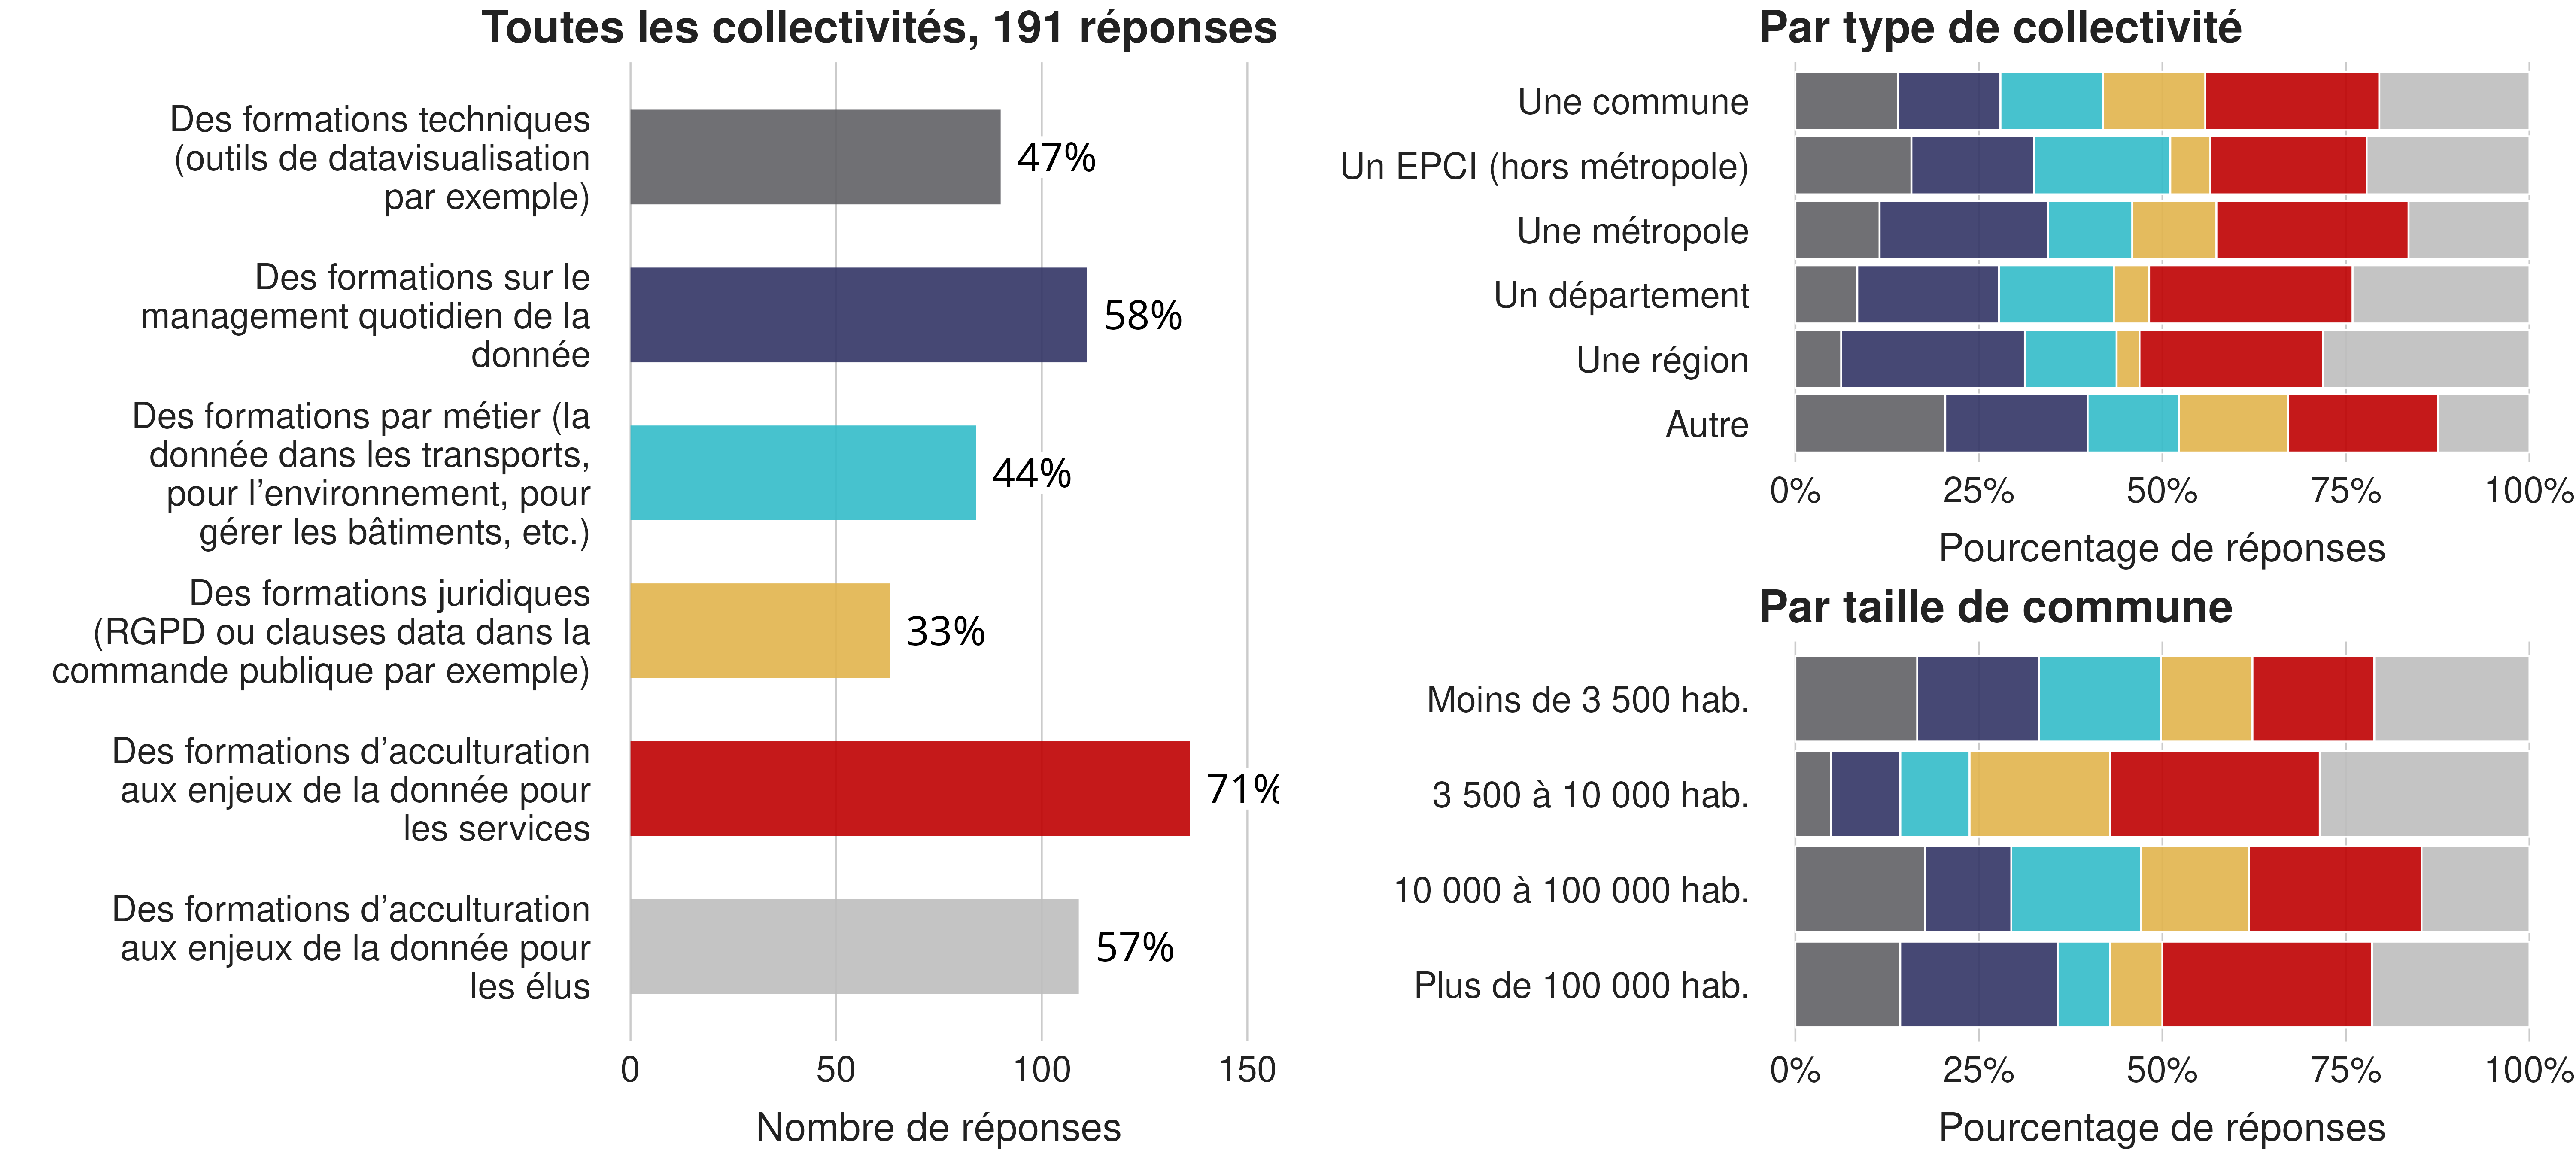 Toutes les collectivités, 191 réponses
Des formations techniques
(outils de datavisualisation
par exemple)
47%
Des formations sur le
management quotidien de la
donnée
58%
Des formations par métier (la
donnée dans les transports,
pour l’environnement, pour
gérer les bâtiments, etc.)
44%
Des formations juridiques
(RGPD ou clauses data dans la
commande publique par exemple)
33%
Des formations d’acculturation
aux enjeux de la donnée pour
les services
71%
Des formations d’acculturation
aux enjeux de la donnée pour
les élus
57%
0 50 100 150
Nombre de réponses
Par type de collectivité
Une commune
Un EPCI (hors métropole)
Une métropole
Un département
Une région
Autre
0% 25% 50% 75% 100%
Pourcentage de réponses
Par taille de commune
Moins de 3 500 hab.
3 500 à 10 000 hab.
10 000 à 100 000 hab.
Plus de 100 000 hab.
0% 25% 50% 75% 100%
Pourcentage de réponses